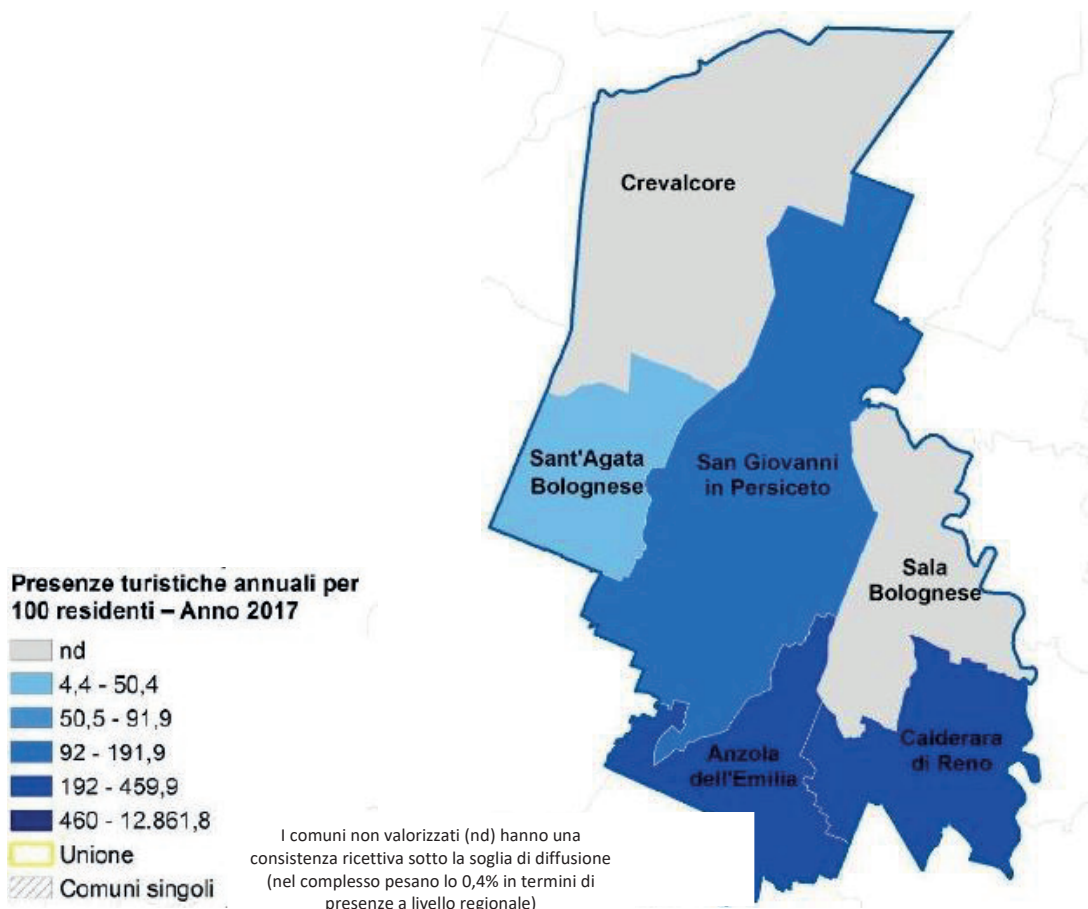 Crevalcore
Sant'Agata
Bolognese
San Giovanni
in Persiceto
Sala
Bolognese
Anzola
dell'Emilia
Calderara
di Reno
Presenze turistiche annuali per
100 residenti – Anno 2017
nd
4,4 - 50,4
50,5 - 91,9
92 - 191,9
192 - 459,9
460 - 12.861,8
Unione
Comuni singoli
I comuni non valorizzati (nd) hanno una
consistenza ricettiva sotto la soglia di diffusione
(nel complesso pesano lo 0,4% in termini di
presenze a livello regionale)